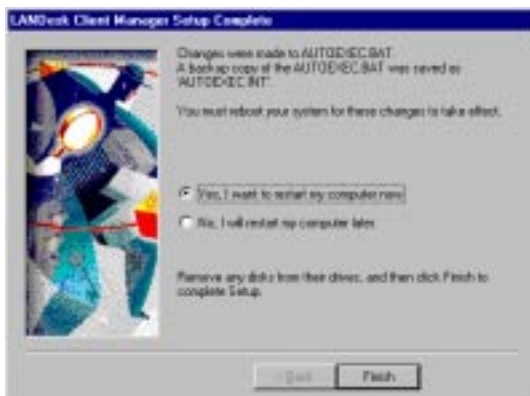 LANDesk Client Manager Setup Complete
Changes were made to AUTOEXEC.BAT.
A backup copy of the AUTOEXEC.BAT was saved as
'AUTOEXEC.INT'.
You must reboot your system for these changes to take effect.
Yes, I want to restart my computer now.
No, I will restart my computer later.
Remove any disks from their drives, and then click Finish to
complete Setup.
< Back
Finish